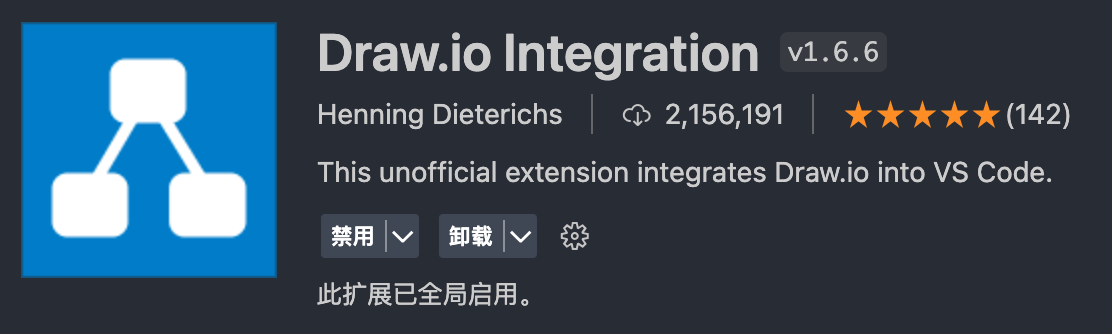 Draw.io Integration v1.6.6
Henning Dieterichs 2,156,191 (142)
This unofficial extension integrates Draw.io into VS Code.
禁用 卸载
此扩展已全局启用。